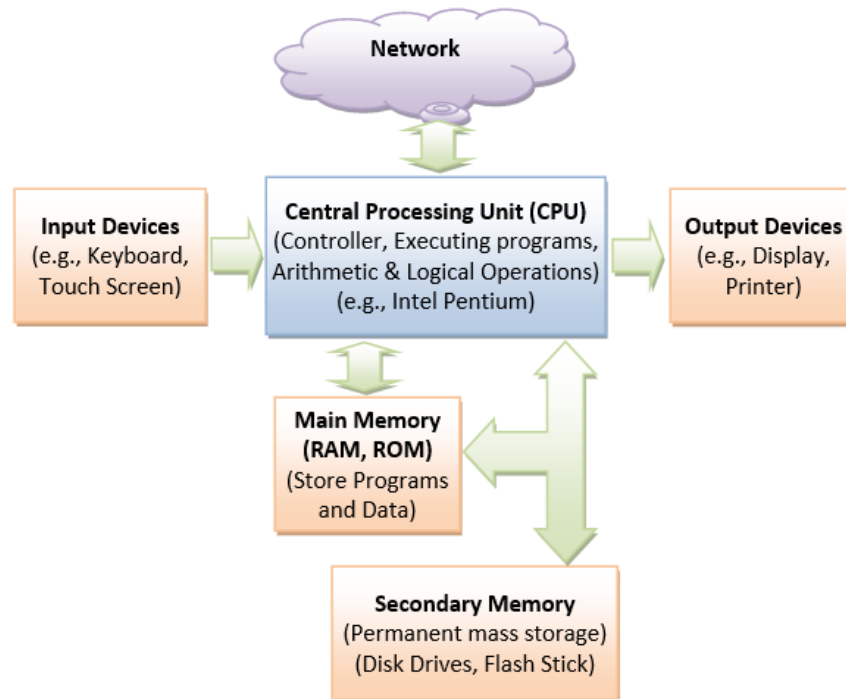 Network
Input Devices
(e.g., Keyboard,
Touch Screen)
Central Processing Unit (CPU)
(Controller, Executing programs,
Arithmetic & Logical Operations)
(e.g., Intel Pentium)
Output Devices
(e.g., Display,
Printer)
Main Memory
(RAM, ROM)
(Store Programs
and Data)
Secondary Memory
(Permanent mass storage)
(Disk Drives, Flash Stick)